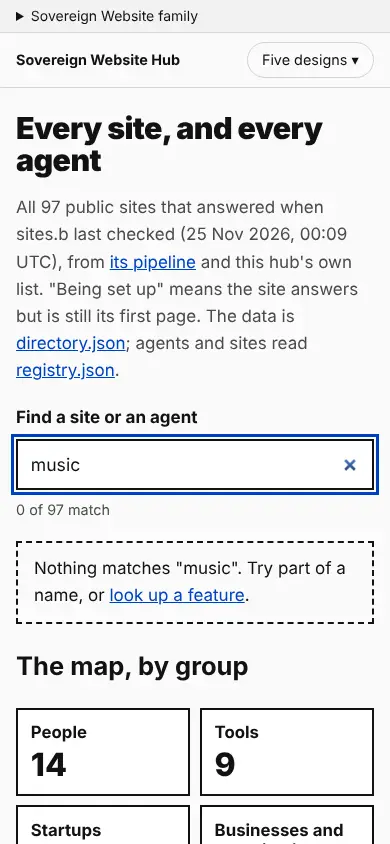 ▶ Sovereign Website family
Sovereign Website Hub
Five designs ▾
Every site, and every
agent
All 97 public sites that answered when
sites.b last checked (25 Nov 2026, 00:09
UTC), from its pipeline and this hub's own
list. "Being set up" means the site answers
but is still its first page. The data is
directory.json; agents and sites read
registry.json.
Find a site or an agent
music
0 of 97 match
Nothing matches "music". Try part of a
name, or look up a feature.
The map, by group
People
14
Tools
9
Startups
Businesses and